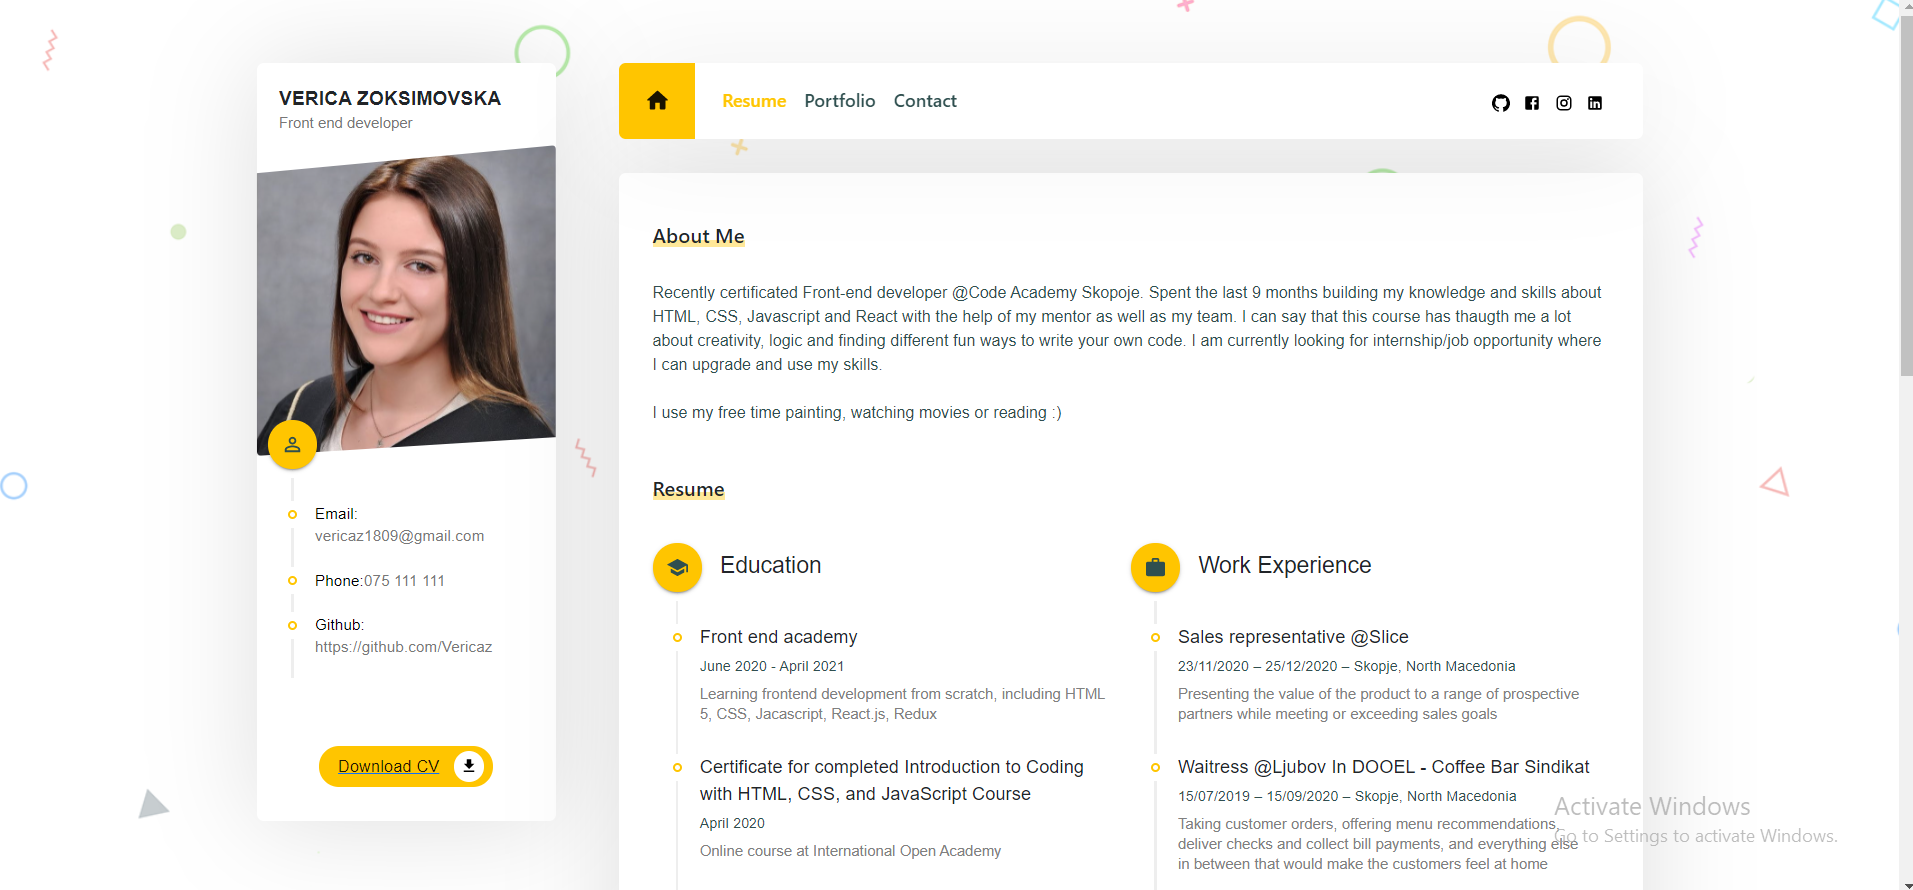 VERICA ZOKSIMOVSKA
Front end developer
Email:
vericaz1809@gmail.com
Phone:075 111 111
Github:
https://github.com/Vericaz
Download CV
Resume Portfolio Contact
About Me
Recently certificated Front-end developer @Code Academy Skopoje. Spent the last 9 months building my knowledge and skills about
HTML, CSS, Javascript and React with the help of my mentor as well as my team. I can say that this course has thaugth me a lot
about creativity, logic and finding different fun ways to write your own code. I am currently looking for internship/job opportunity where
I can upgrade and use my skills.
I use my free time painting, watching movies or reading :)
Resume
Education
Front end academy
June 2020 - April 2021
Learning frontend development from scratch, including HTML
5, CSS, Jacascript, React.js, Redux
Certificate for completed Introduction to Coding
with HTML, CSS, and JavaScript Course
April 2020
Online course at International Open Academy
Work Experience
Sales representative @Slice
23/11/2020 – 25/12/2020 – Skopje, North Macedonia
Presenting the value of the product to a range of prospective
partners while meeting or exceeding sales goals
Waitress @Ljubov In DOOEL - Coffee Bar Sindikat
15/07/2019 – 15/09/2020 – Skopje, North Macedonia
Taking customer orders, offering menu recommendations,
deliver checks and collect bill payments, and everything else
in between that would make the customers feel at home
Activate Windows
Go to Settings to activate Windows.